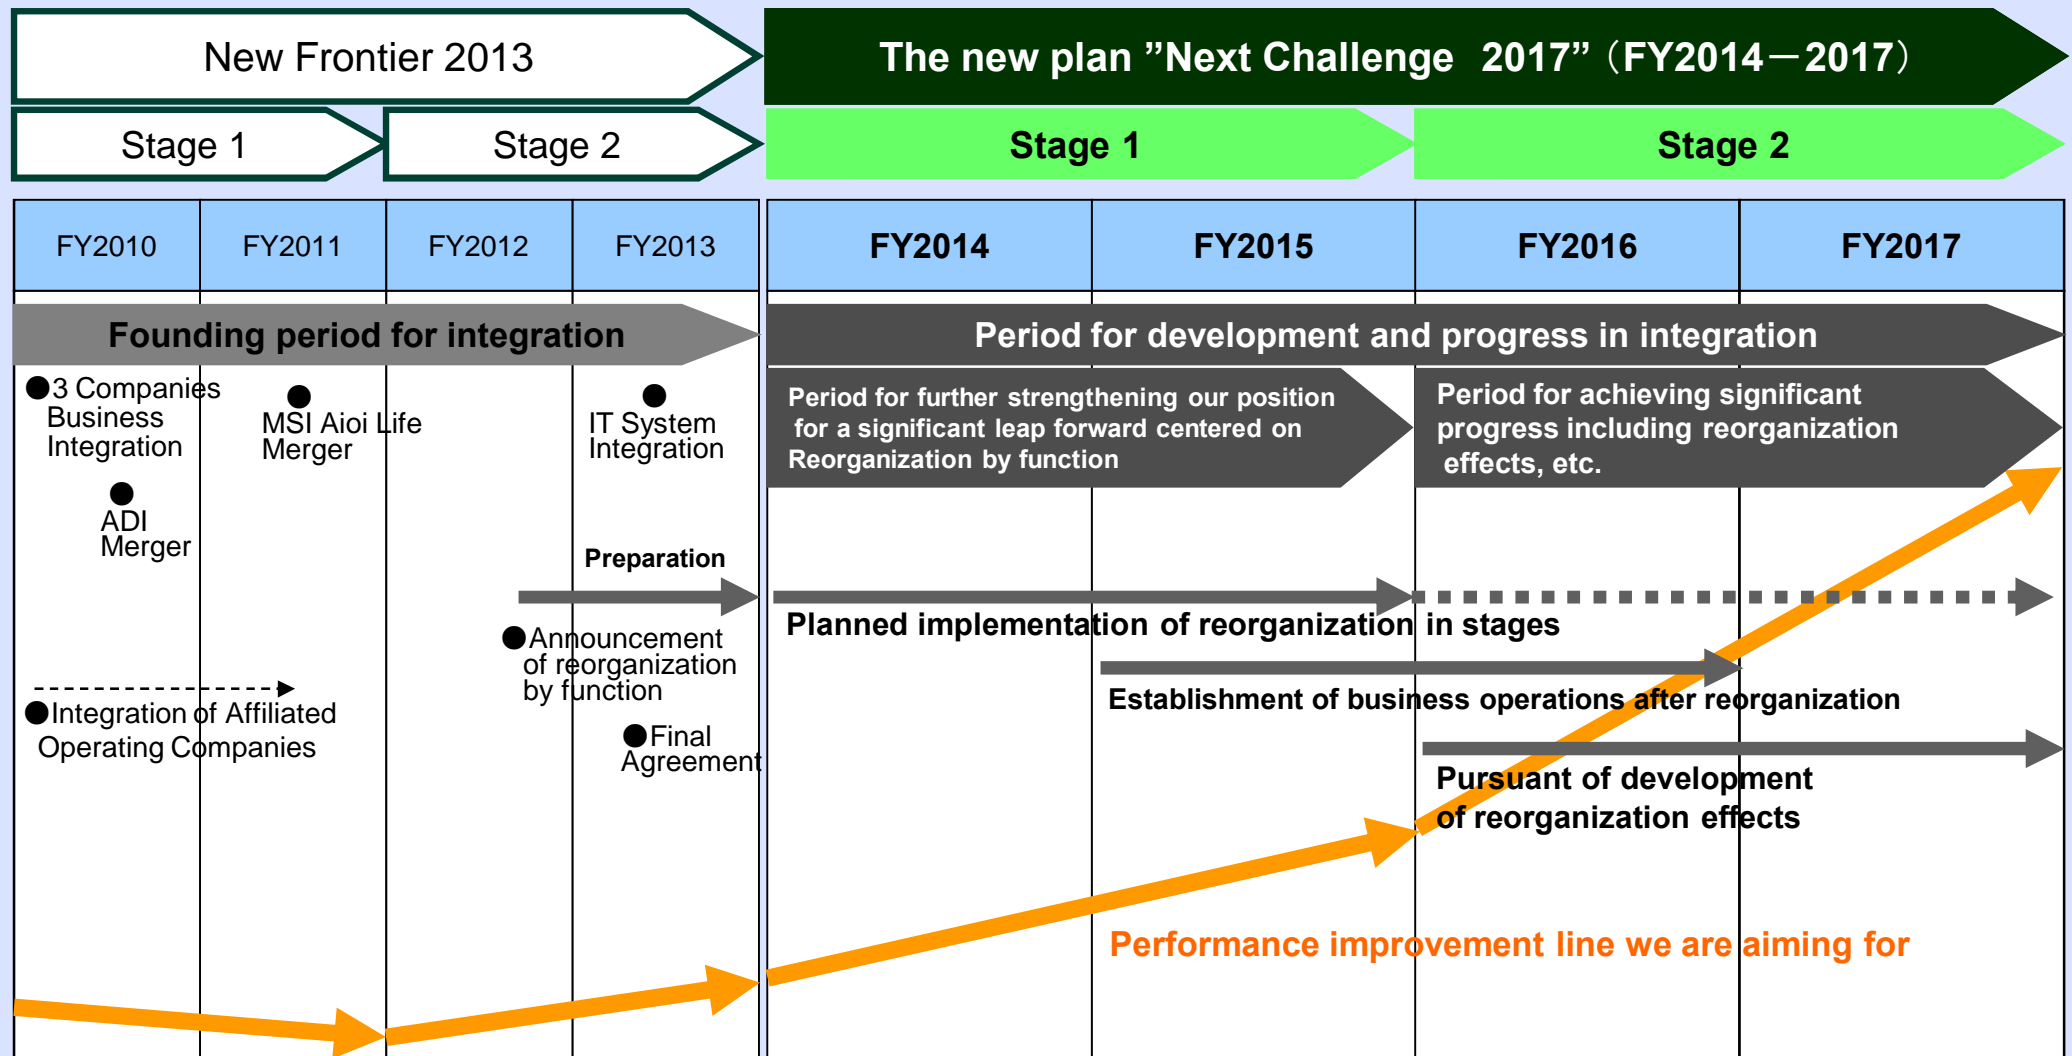 New Frontier 2013
The new plan ”Next Challenge 2017”（FY2014－2017）
Stage 1
Stage 2
Stage 1
Stage 2
FY2010
FY2011
FY2012
FY2013
FY2014
FY2015
FY2016
FY2017
Founding period for integration
Period for development and progress in integration
●3 Companies
Business
Integration
●
MSI Aioi Life
Merger
●
IT System
Integration
Period for further strengthening our position
for a significant leap forward centered on
Reorganization by function
Period for achieving significant
progress including reorganization
effects, etc.
●
ADI
Merger
Preparation
Planned implementation of reorganization in stages
●Announcement
of reorganization
by function
Establishment of business operations after reorganization
●Integration of Affiliated
Operating Companies
●Final
Agreement
Pursuant of development
of reorganization effects
Performance improvement line we are aiming for